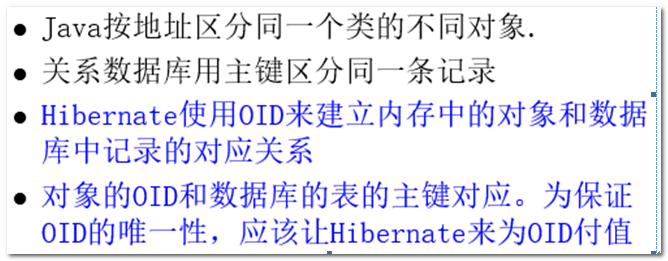 ● Java按地址区分同一个类的不同对象.
● 关系数据库用主键区分同一条记录
● Hibernate使用OID来建立内存中的对象和数据
库中记录的对应关系
● 对象的OID和数据库的表的主键对应。为保证
OID的唯一性，应该让Hibernate来为OID付值